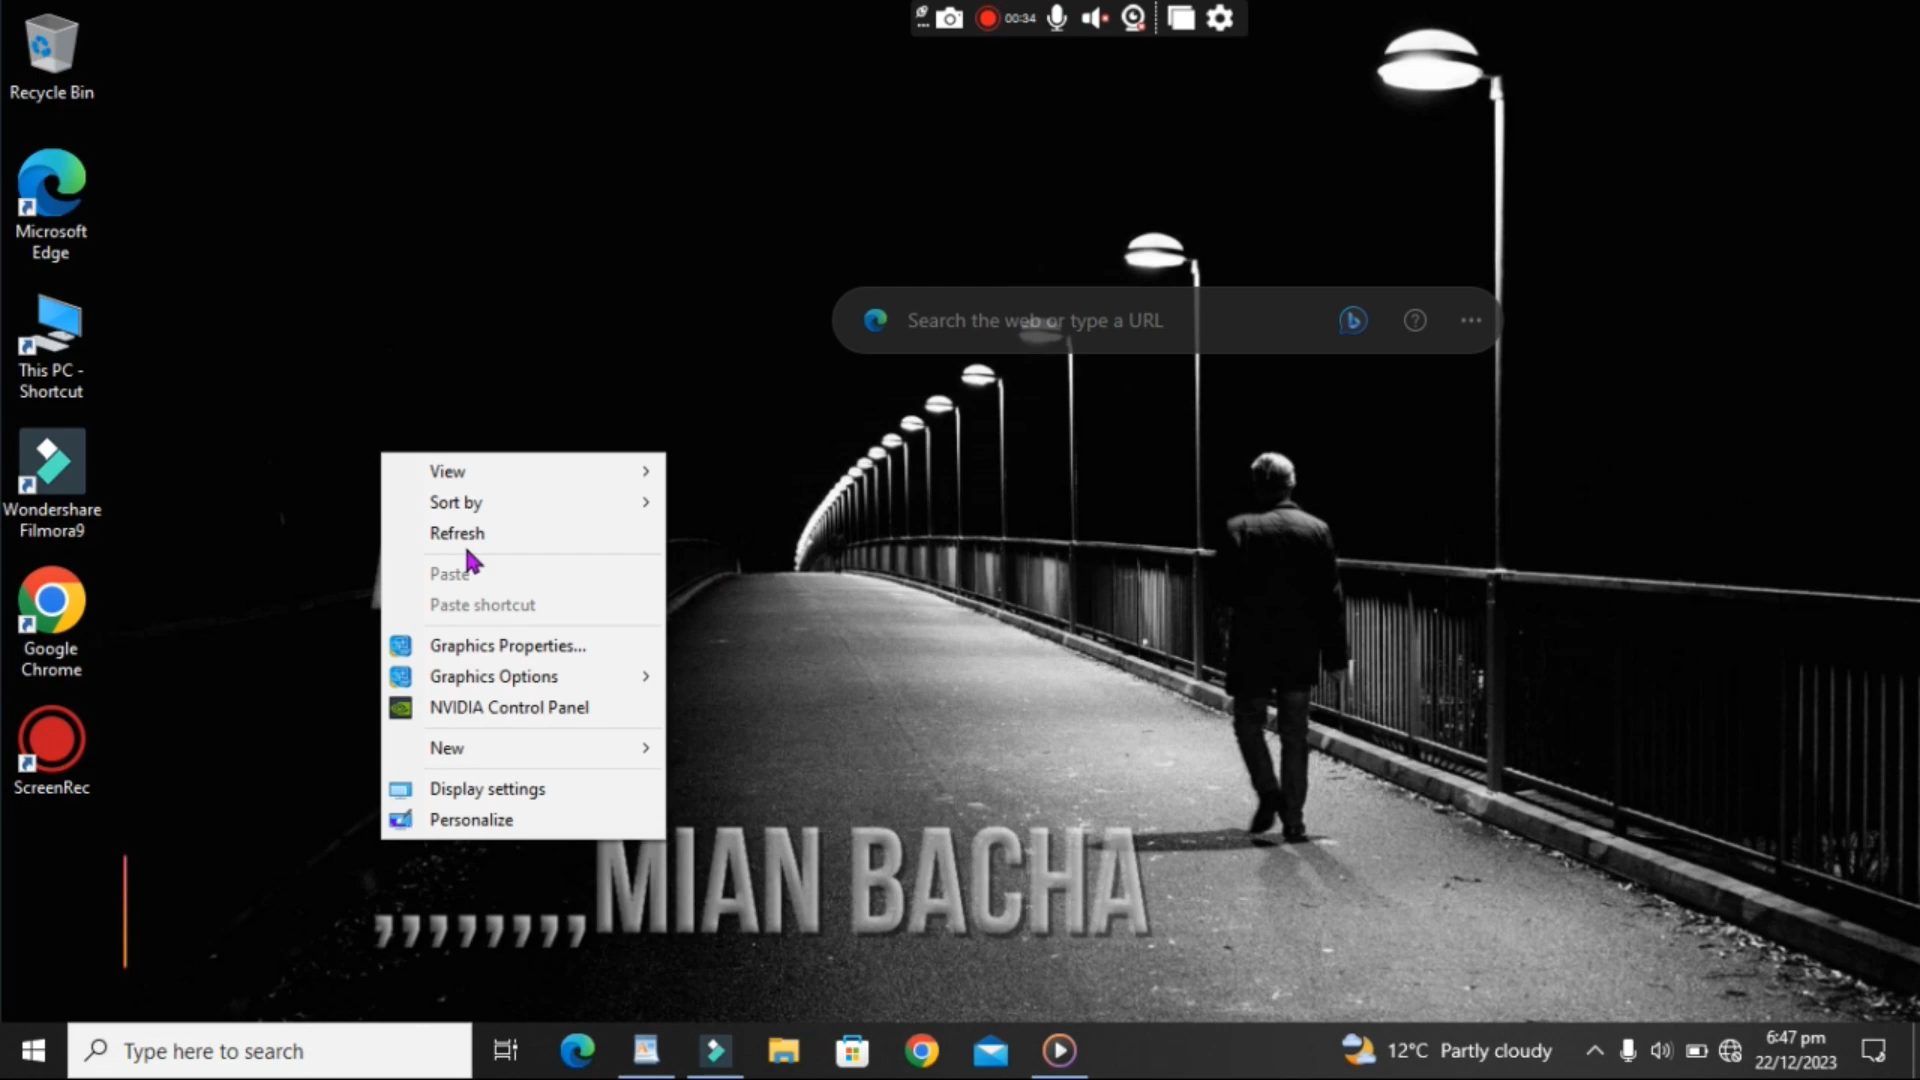 00:34
Recycle Bin
Microsoft
Edge
This PC -
Shortcut
Wondershare
Filmora9
Google
Chrome
ScreenRec
Search the web or type a URL
View
Sort by
Refresh
Paste
Paste shortcut
Graphics Properties...
Graphics Options
NVIDIA Control Panel
New
Display settings
Personalize
,,,,,,,,MIAN BACHA
Type here to search
12°C Partly cloudy
6:47 pm
22/12/2023